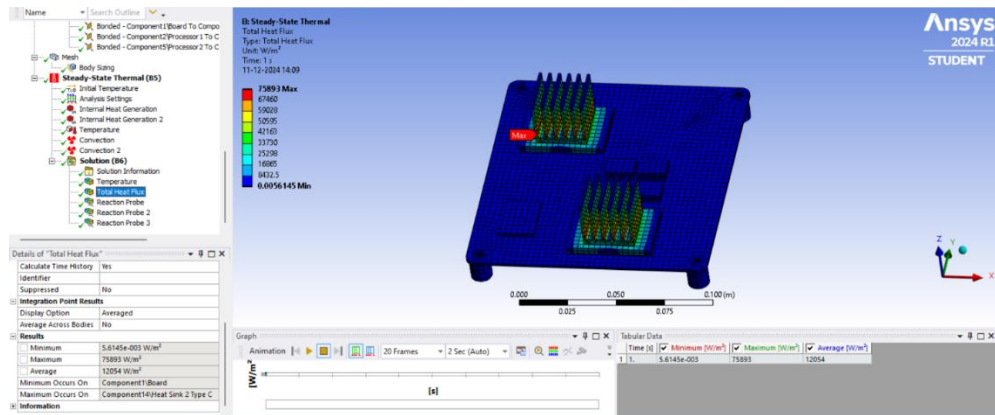 Name
Search Outline
Bonded - Component1\Board To Compo
Bonded - Component2\Processor1 To C
Bonded - Component5\Processor2 To C
Mesh
Body Sizing
Steady-State Thermal (B5)
Initial Temperature
Analysis Settings
Internal Heat Generation
Internal Heat Generation 2
Temperature
Convection
Convection 2
Solution (B6)
Solution Information
Temperature
Total Heat Flux
Reaction Probe
Reaction Probe 2
Reaction Probe 3
Details of "Total Heat Flux"
Calculate Time History Yes
Identifier
Suppressed No
Integration Point Results
Display Option Averaged
Average Across Bodies No
Results
Minimum 5.6145e-003 W/m²
Maximum 75893 W/m²
Average 12054 W/m²
Minimum Occurs On Component1\Board
Maximum Occurs On Component14\Heat Sink 2 Type C
Information
B: Steady-State Thermal
Total Heat Flux
Type: Total Heat Flux
Unit: W/m²
Time: 1 s
11-12-2024 14:09
75893 Max
67460
59028
50595
42163
33730
25298
16865
8432.5
0.0056145 Min
Max
Ansys
2024 R1
STUDENT
Z
Y
X
0.000
0.050
0.100 (m)
0.025
0.075
Graph
Animation
20 Frames
2 Sec (Auto)
[W/m²]
[s]
Tabular Data
Time [s] Minimum [W/m²] Maximum [W/m²] Average [W/m²]
1 1. 5.6145e-003 75893 12054